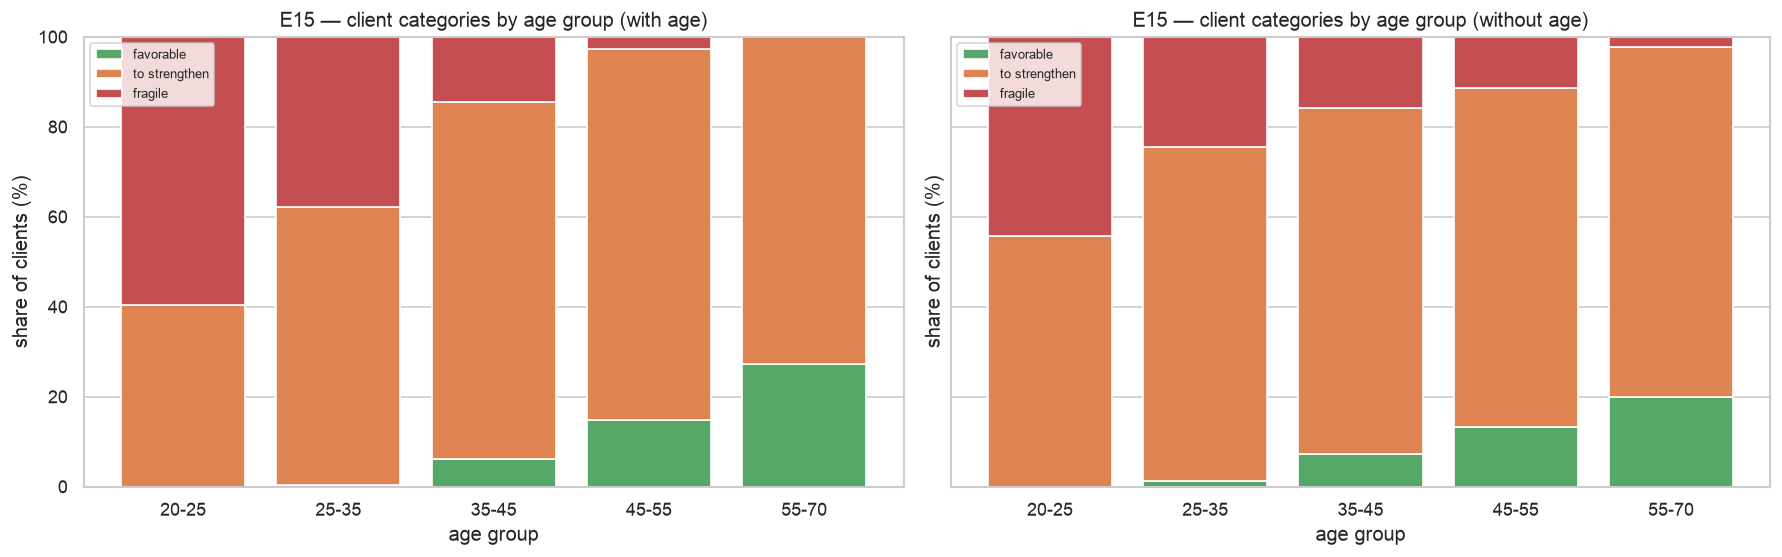 E15 — client categories by age group (with age)
favorable
to strengthen
fragile
share of clients (%)
100
80
60
40
20
0
20-25
25-35
35-45
45-55
55-70
age group
E15 — client categories by age group (without age)
favorable
to strengthen
fragile
share of clients (%)
20-25
25-35
35-45
45-55
55-70
age group